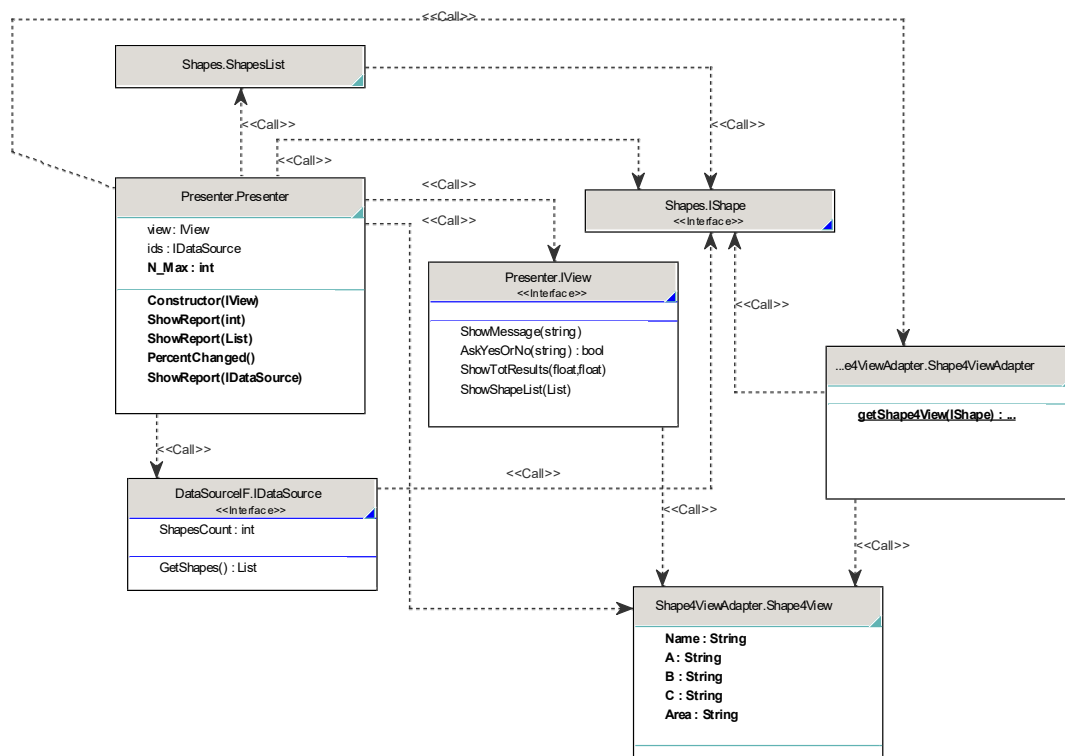 <<Call>>
Shapes.ShapesList
<<Call>>
<<Call>>
<<Call>>
Presenter.Presenter
view : IView
ids : IDataSource
N_Max : int
Constructor(IView)
ShowReport(int)
ShowReport(List)
PercentChanged()
ShowReport(IDataSource)
<<Call>>
<<Call>>
Shapes.IShape
<<Interface>>
Presenter.IView
<<Interface>>
ShowMessage(string)
AskYesOrNo(string) : bool
ShowTotResults(float,float)
ShowShapeList(List)
<<Call>>
...e4ViewAdapter.Shape4ViewAdapter
getShape4View(IShape) : ...
<<Call>>
<<Call>>
DataSourceIF.IDataSource
<<Interface>>
ShapesCount : int
GetShapes() : List
<<Call>>
<<Call>>
Shape4ViewAdapter.Shape4View
Name : String
A : String
B : String
C : String
Area : String